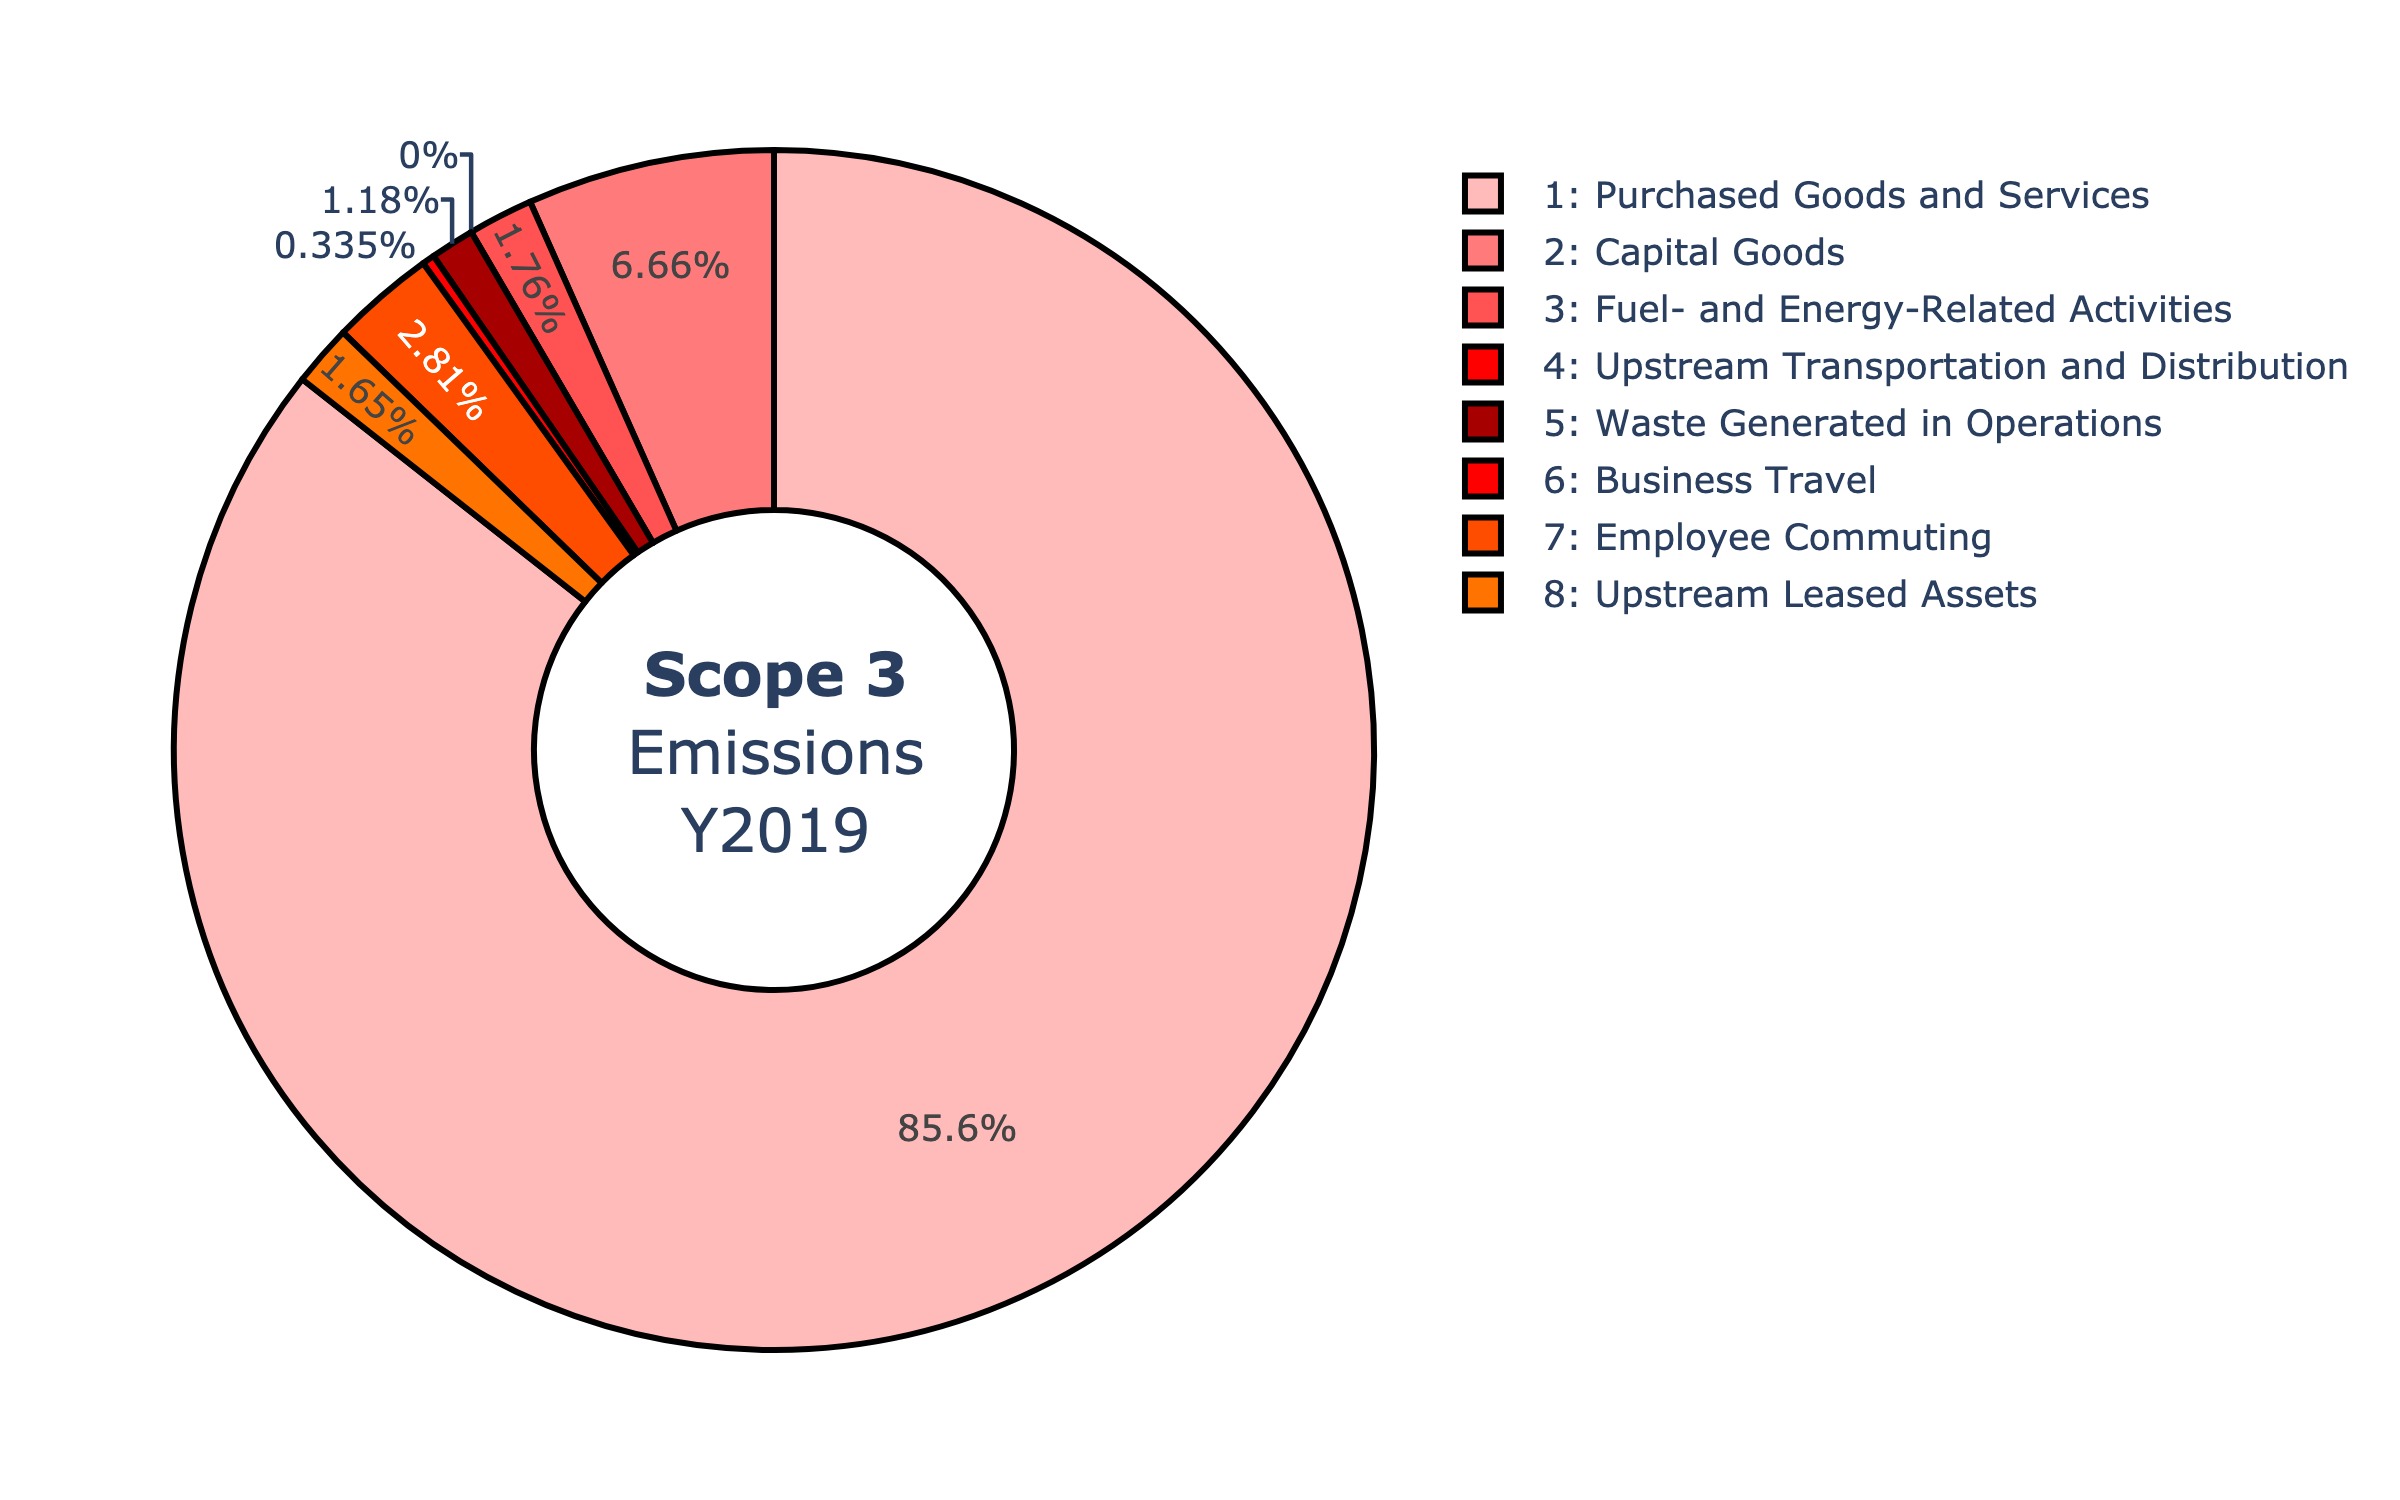 0%
1.18%
0.335%
1.76%
6.66%
2.81%
1.65%
Scope 3
Emissions
Y2019
85.6%
1: Purchased Goods and Services
2: Capital Goods
3: Fuel- and Energy-Related Activities
4: Upstream Transportation and Distribution
5: Waste Generated in Operations
6: Business Travel
7: Employee Commuting
8: Upstream Leased Assets